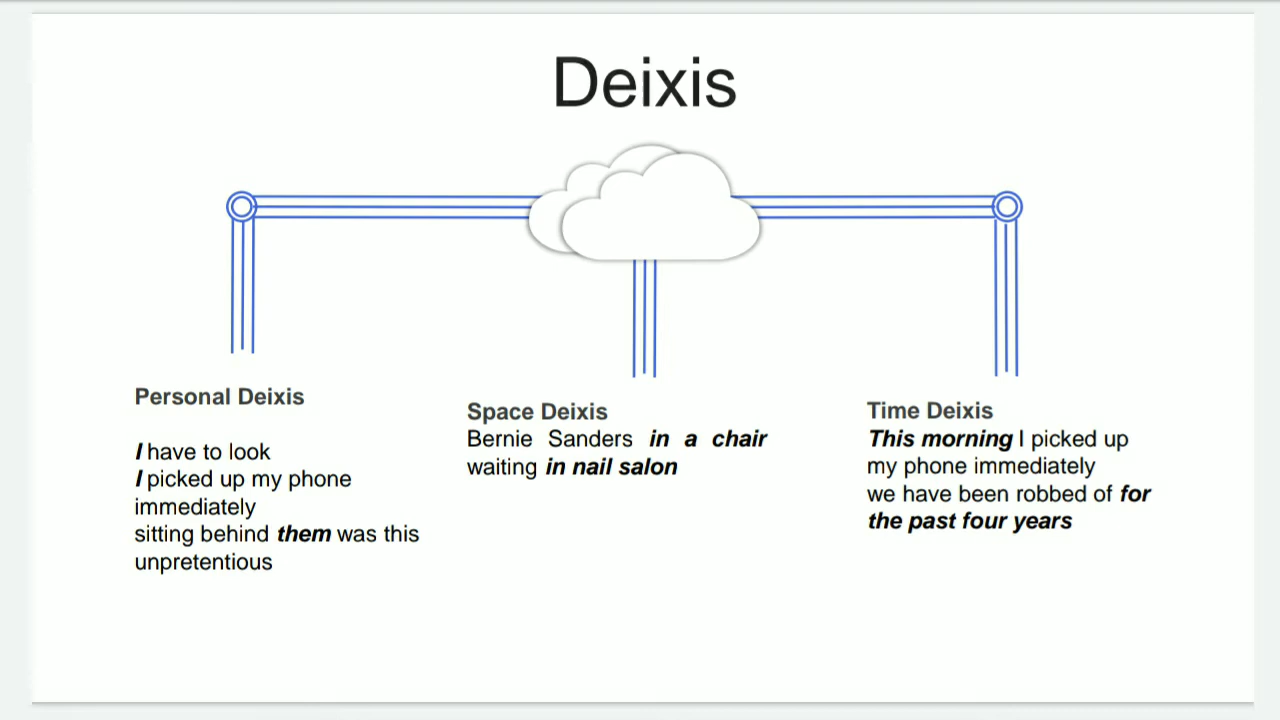 Deixis
Personal Deixis
I have to look
I picked up my phone
immediately
sitting behind them was this
unpretentious
Space Deixis
Bernie Sanders in a chair
waiting in nail salon
Time Deixis
This morning I picked up
my phone immediately
we have been robbed of for
the past four years